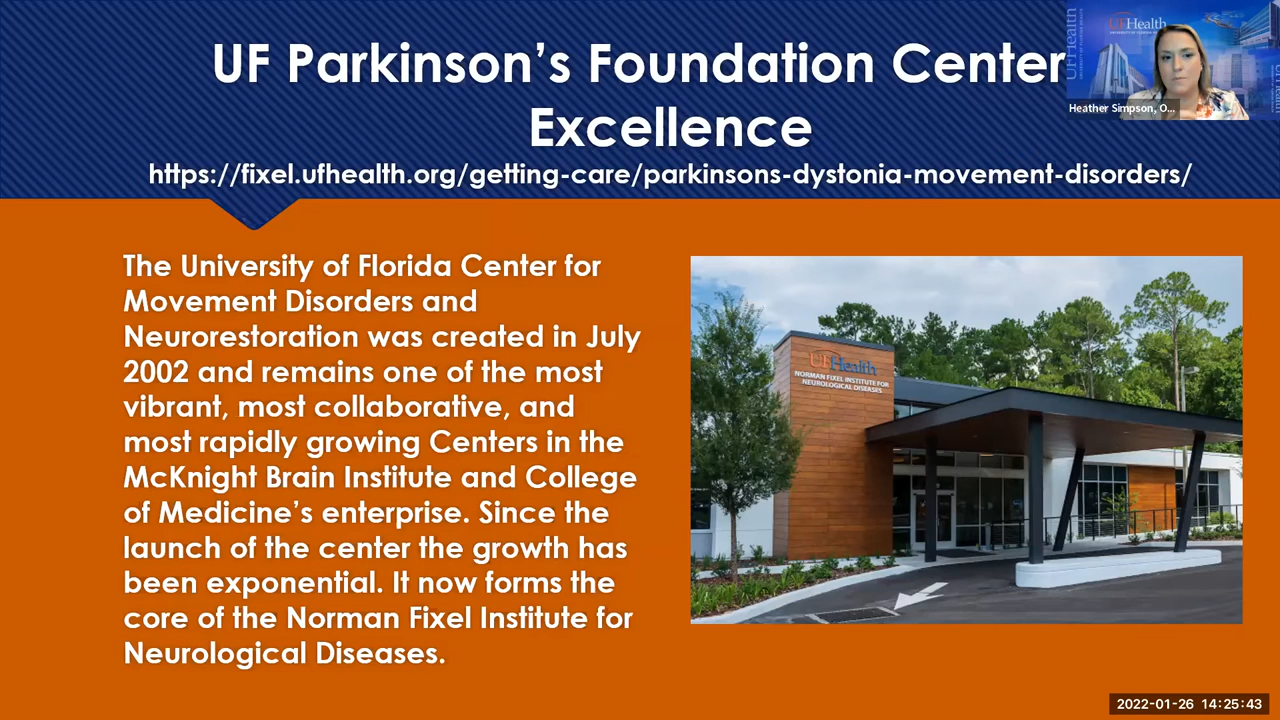 UF Parkinson's Foundation Center
Excellence
https://fixel.ufhealth.org/getting-care/parkinsons-dystonia-movement-disorders/
UFHealth
UFHealth
Heather Simpson, O...
The University of Florida Center for
Movement Disorders and
Neurorestoration was created in July
2002 and remains one of the most
vibrant, most collaborative, and
most rapidly growing Centers in the
McKnight Brain Institute and College
of Medicine's enterprise. Since the
launch of the center the growth has
been exponential. It now forms the
core of the Norman Fixel Institute for
Neurological Diseases.
UFHealth
NORMAN FIXEL INSTITUTE FOR
NEUROLOGICAL DISEASES
2022-01-26 14:25:43